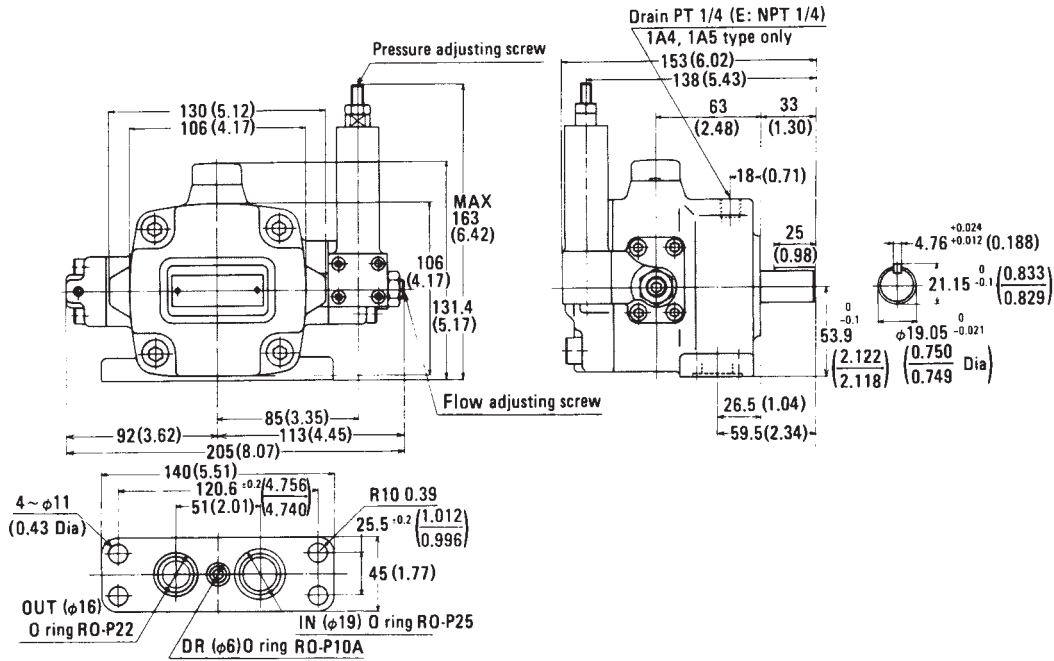 Drain PT 1/4 (E: NPT 1/4)
1A4, 1A5 type only
Pressure adjusting screw
153(6.02)
138(5.43)
130(5.12)
106(4.17)
63
(2.48)
33
(1.30)
18 (0.71)
MAX
163
(6.42)
106
(4.17)
131.4
(5.17)
25
(0.98)
4.76 +0.024 +0.012 (0.188)
21.15 0 -0.1 (0.833/0.829)
φ19.05 0 -0.021
(0.750/0.749 Dia)
53.9 0 -0.1
(2.122/2.118)
Flow adjusting screw
26.5 (1.04)
59.5(2.34)
85(3.35)
92(3.62)
113(4.45)
205(8.07)
140(5.51)
120.6 ±0.2 (4.756/4.740)
51(2.01)
4~φ11
(0.43 Dia)
R10 0.39
25.5 ±0.2 (1.012/0.996)
45(1.77)
OUT (φ16)
O ring RO-P22
IN (φ19) O ring RO-P25
DR (φ6)O ring RO-P10A